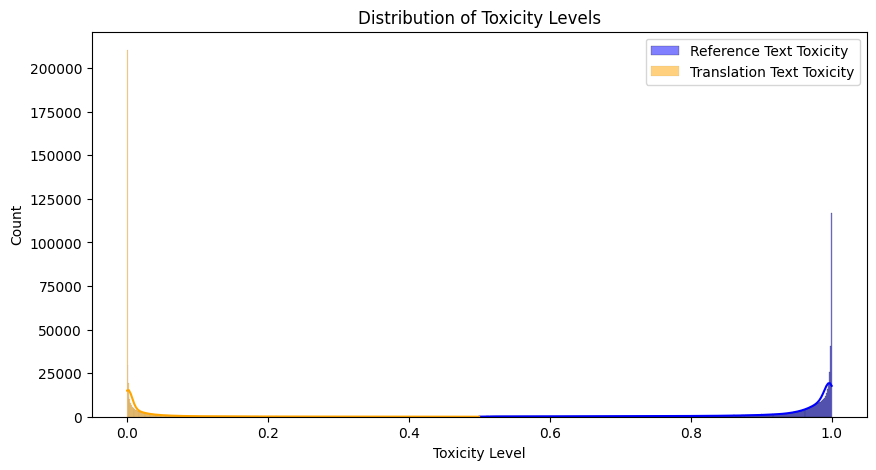 Distribution of Toxicity Levels
Reference Text Toxicity
Translation Text Toxicity
200000
175000
150000
125000
100000
75000
50000
25000
0
Count
0.0 0.2 0.4 0.6 0.8 1.0
Toxicity Level